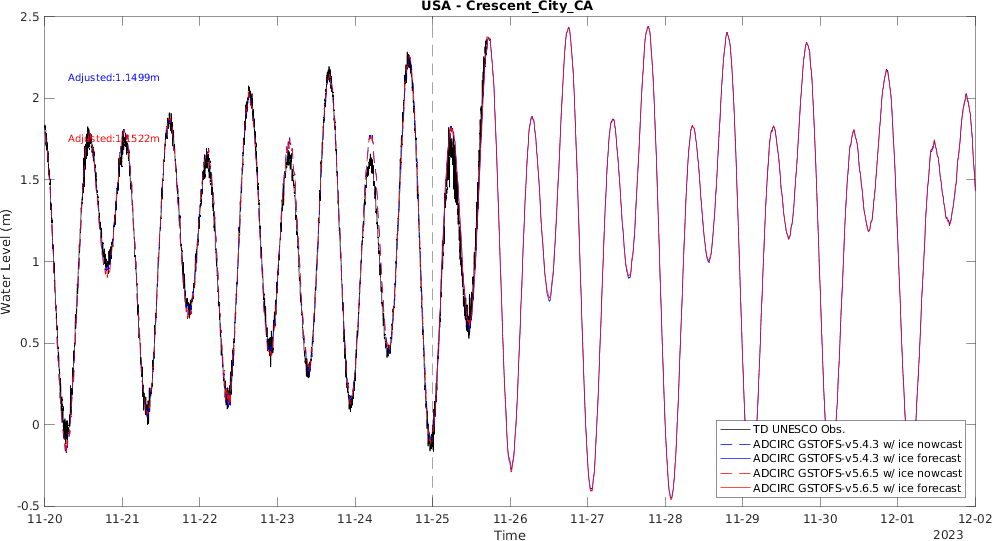 USA - Crescent_City_CA
2.5
2
1.5
1
0.5
0
-0.5
Water Level (m)
Adjusted:1.1499m
Adjusted:1.1522m
TD UNESCO Obs.
ADCIRC GSTOFS-v5.4.3 w/ ice nowcast
ADCIRC GSTOFS-v5.4.3 w/ ice forecast
ADCIRC GSTOFS-v5.6.5 w/ ice nowcast
ADCIRC GSTOFS-v5.6.5 w/ ice forecast
11-20 11-21 11-22 11-23 11-24 11-25 11-26 11-27 11-28 11-29 11-30 12-01 12-02
Time
2023